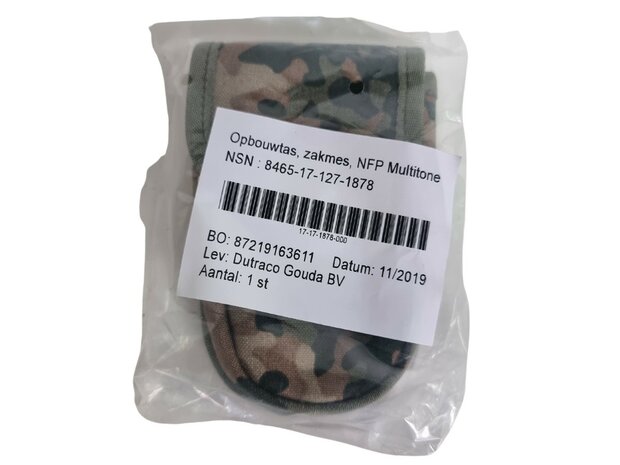 Opbouwtas, zakmes, NFP Multitone
NSN : 8465-17-127-1878
17-17-1878-000
BO: 87219163611 Datum: 11/2019
Lev: Dutraco Gouda BV
Aantal: 1 st